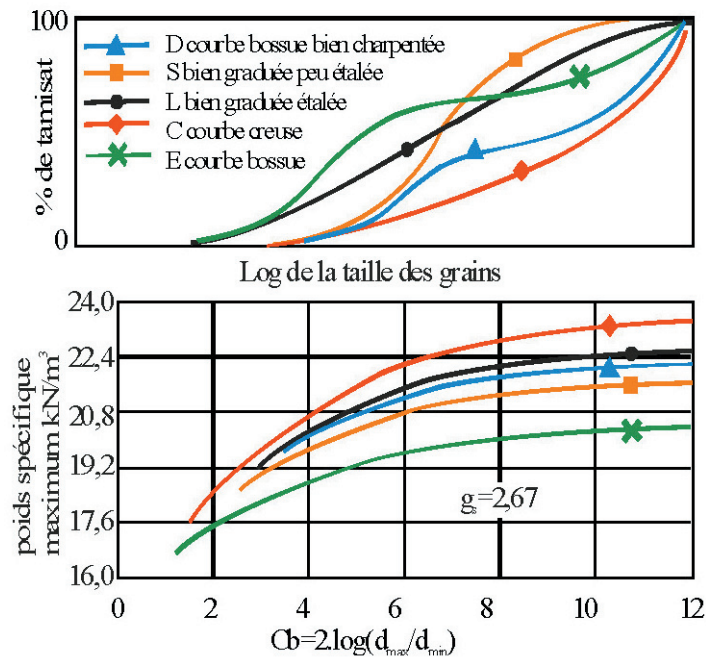 100
D courbe bossue bien charpentée
S bien graduée peu étalée
L bien graduée étalée
C courbe creuse
E courbe bossue
% de tamisat
0
Log de la taille des grains
24,0
22,4
20,8
19,2
17,6
16,0
poids spécifique
maximum kN/m³
gₛ=2,67
0 2 4 6 8 10 12
Cb=2.log(dmax/dmin)